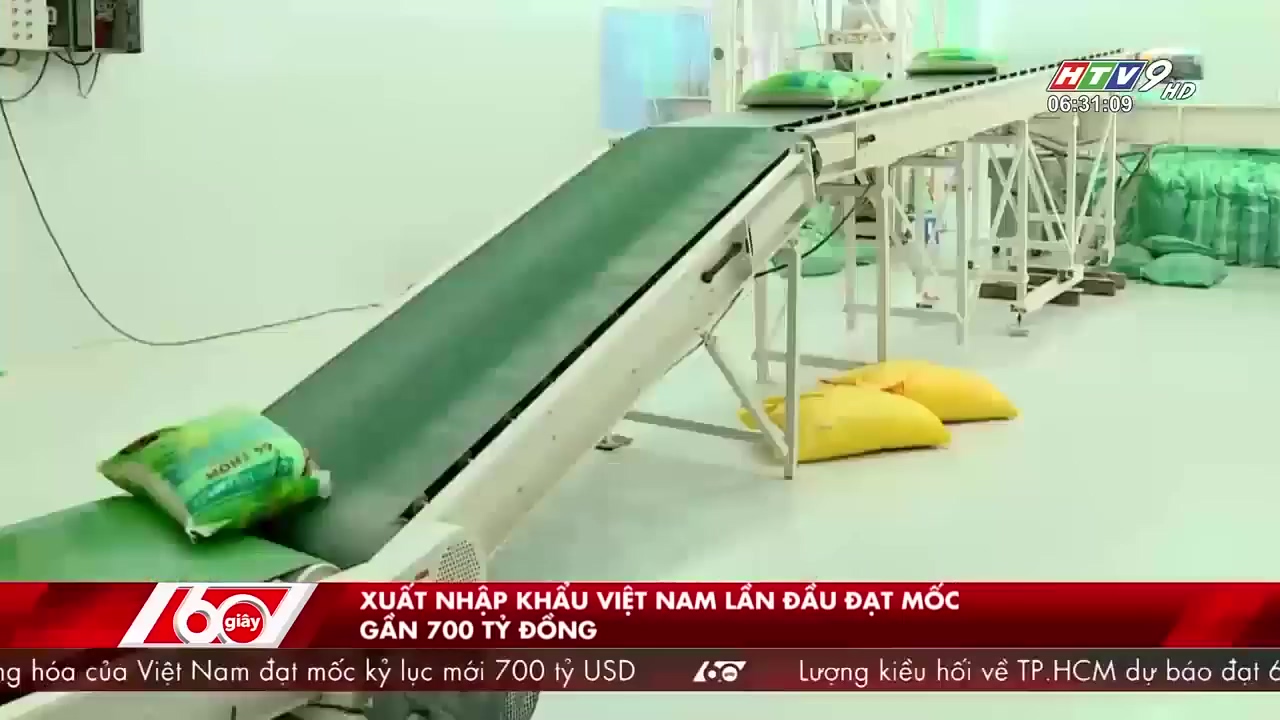 HTV9 HD
06:31:09
60 giây
XUẤT NHẬP KHẨU VIỆT NAM LẦN ĐẦU ĐẠT MỐC
GẦN 700 TỶ ĐỒNG
ng hóa của Việt Nam đạt mốc kỷ lục mới 700 tỷ USD 60 Lượng kiều hối về TP.HCM dự báo đạt 6